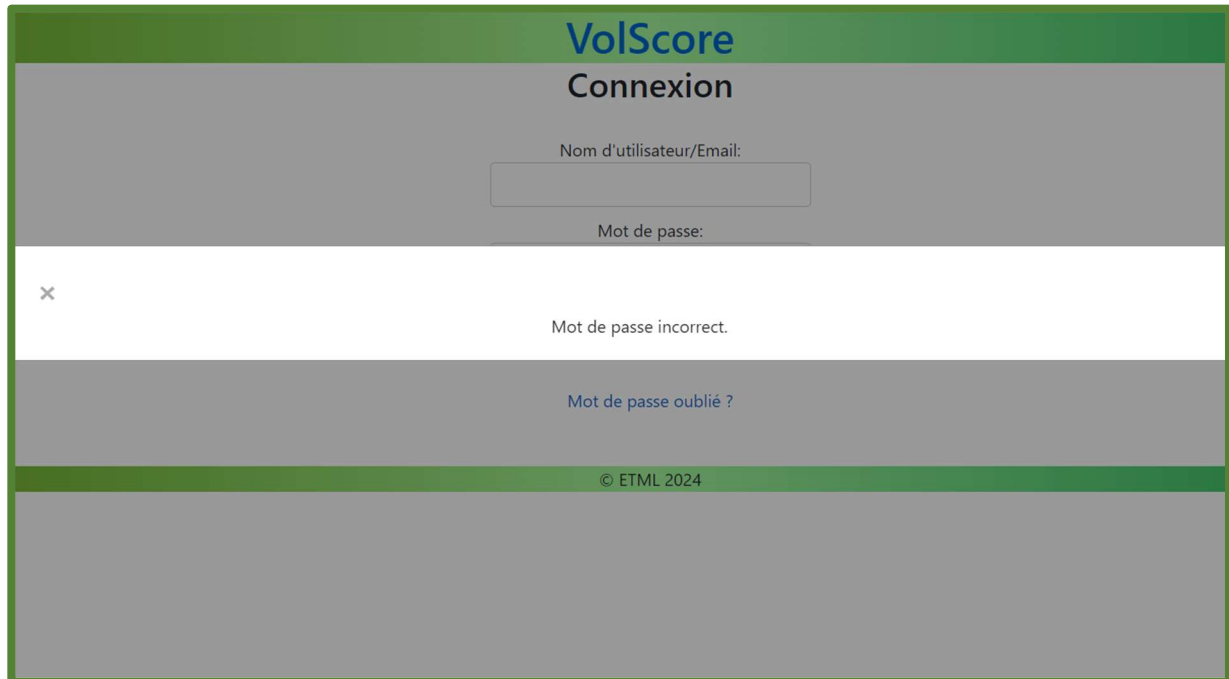 VolScore
Connexion
Nom d'utilisateur/Email:
Mot de passe:
×
Mot de passe incorrect.
Mot de passe oublié ?
© ETML 2024